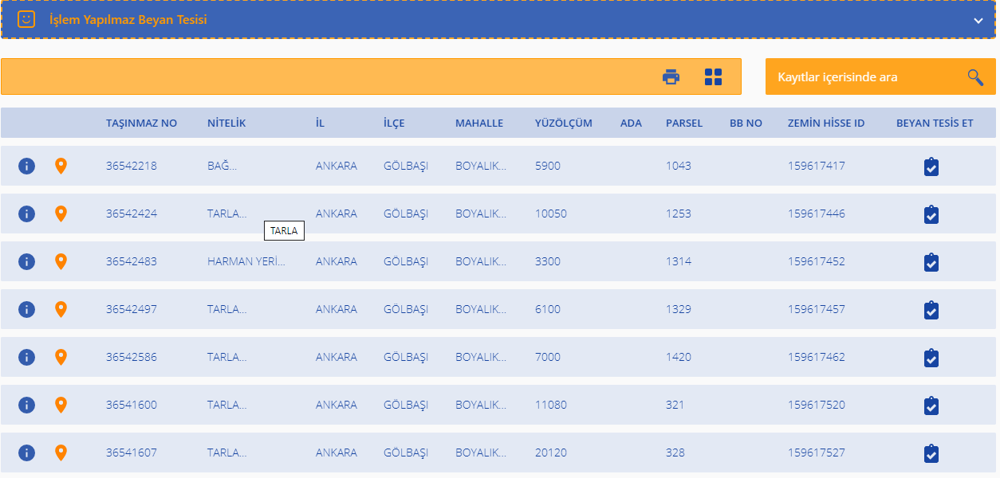 İşlem Yapılmaz Beyan Tesisi
Kayıtlar içerisinde ara
TAŞINMAZ NO NİTELİK İL İLÇE MAHALLE YÜZÖLÇÜM ADA PARSEL BB NO ZEMİN HİSSE ID BEYAN TESİS ET
36542218 BAĞ... ANKARA GÖLBAŞI BOYALIK... 5900 1043 159617417
36542424 TARLA... ANKARA GÖLBAŞI BOYALIK... 10050 1253 159617446
TARLA
36542483 HARMAN YERİ... ANKARA GÖLBAŞI BOYALIK... 3300 1314 159617452
36542497 TARLA... ANKARA GÖLBAŞI BOYALIK... 6100 1329 159617457
36542586 TARLA... ANKARA GÖLBAŞI BOYALIK... 7000 1420 159617462
36541600 TARLA... ANKARA GÖLBAŞI BOYALIK... 11080 321 159617520
36541607 TARLA... ANKARA GÖLBAŞI BOYALIK... 20120 328 159617527